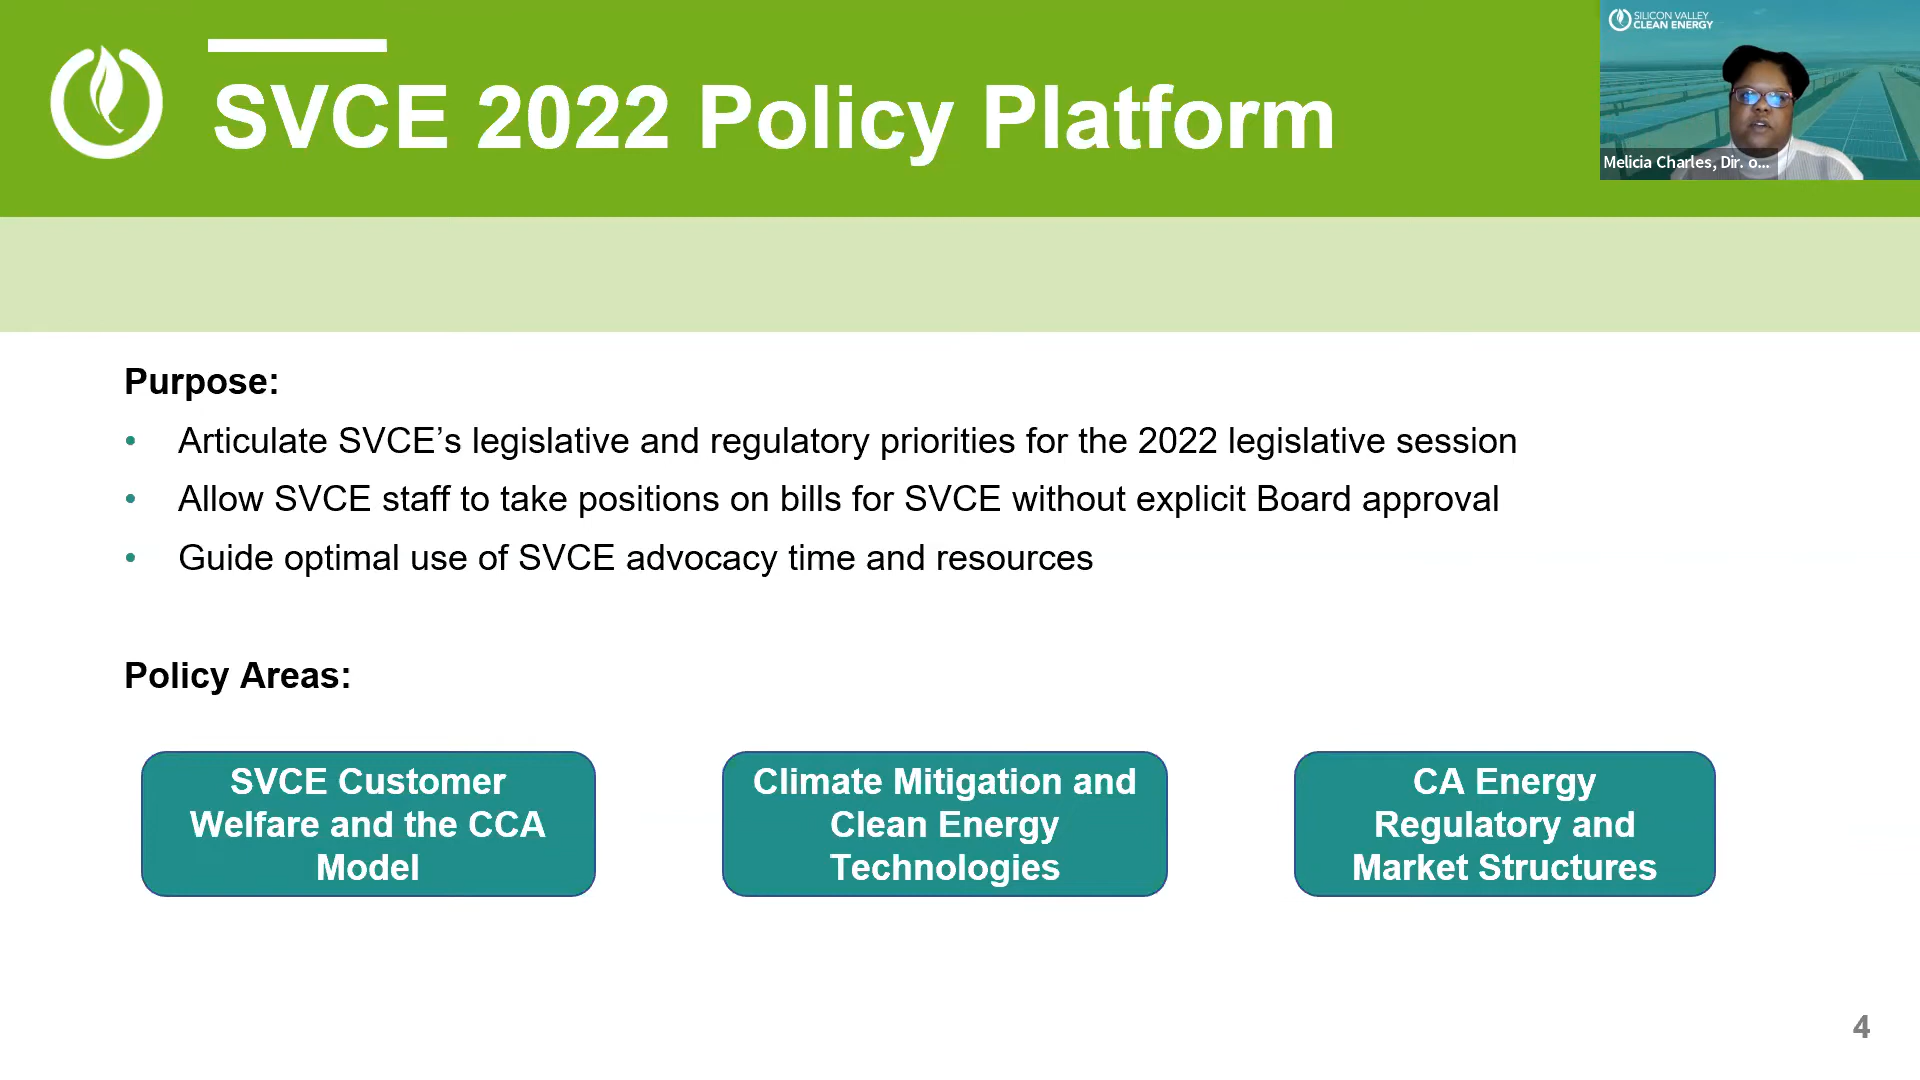 SVCE 2022 Policy Platform
SILICON VALLEY
CLEAN ENERGY
Melicia Charles, Dir. o...
Purpose:
• Articulate SVCE’s legislative and regulatory priorities for the 2022 legislative session
• Allow SVCE staff to take positions on bills for SVCE without explicit Board approval
• Guide optimal use of SVCE advocacy time and resources
Policy Areas:
SVCE Customer
Welfare and the CCA
Model
Climate Mitigation and
Clean Energy
Technologies
CA Energy
Regulatory and
Market Structures
4